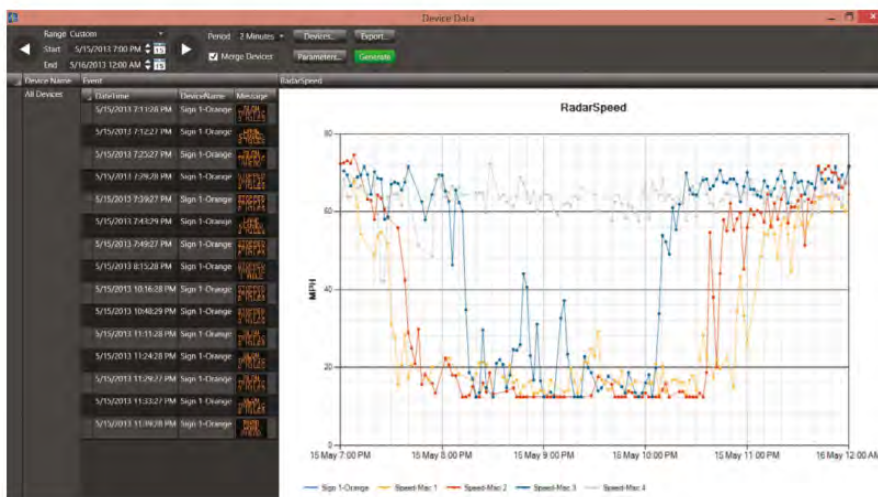 Device Data
Range Custom
Start 5/15/2013 7:00 PM 15
End 5/16/2013 12:00 AM 15
Period 2 Minutes
Merge Devices
Devices... Export...
Parameters... Generate
Device Name Event RadarSpeed
All Devices
DateTime DeviceName Message
5/15/2013 7:11:28 PM Sign 1-Orange
5/15/2013 7:12:27 PM Sign 1-Orange
5/15/2013 7:25:27 PM Sign 1-Orange
5/15/2013 7:29:28 PM Sign 1-Orange
5/15/2013 7:39:27 PM Sign 1-Orange
5/15/2013 7:43:29 PM Sign 1-Orange
5/15/2013 7:49:27 PM Sign 1-Orange
5/15/2013 8:15:28 PM Sign 1-Orange
5/15/2013 10:16:28 PM Sign 1-Orange
5/15/2013 10:40:29 PM Sign 1-Orange
5/15/2013 11:11:28 PM Sign 1-Orange
5/15/2013 11:24:28 PM Sign 1-Orange
5/15/2013 11:29:27 PM Sign 1-Orange
5/15/2013 11:33:27 PM Sign 1-Orange
5/15/2013 11:39:28 PM Sign 1-Orange
RadarSpeed
80
60
40
20
0
MPH
15 May 7:00 PM 15 May 8:00 PM 15 May 9:00 PM 15 May 10:00 PM 15 May 11:00 PM 16 May 12:00 AM
Sign 1-Orange Speed-Mac 1 Speed-Mac 2 Speed-Mac 3 Speed-Mac 4